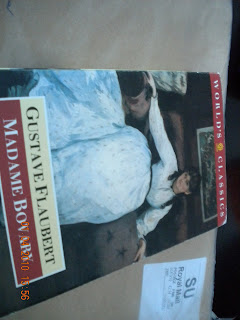 WORLD'S CLASSICS
GUSTAVE FLAUBERT
MADAME BOVARY
SU
Royal Mail